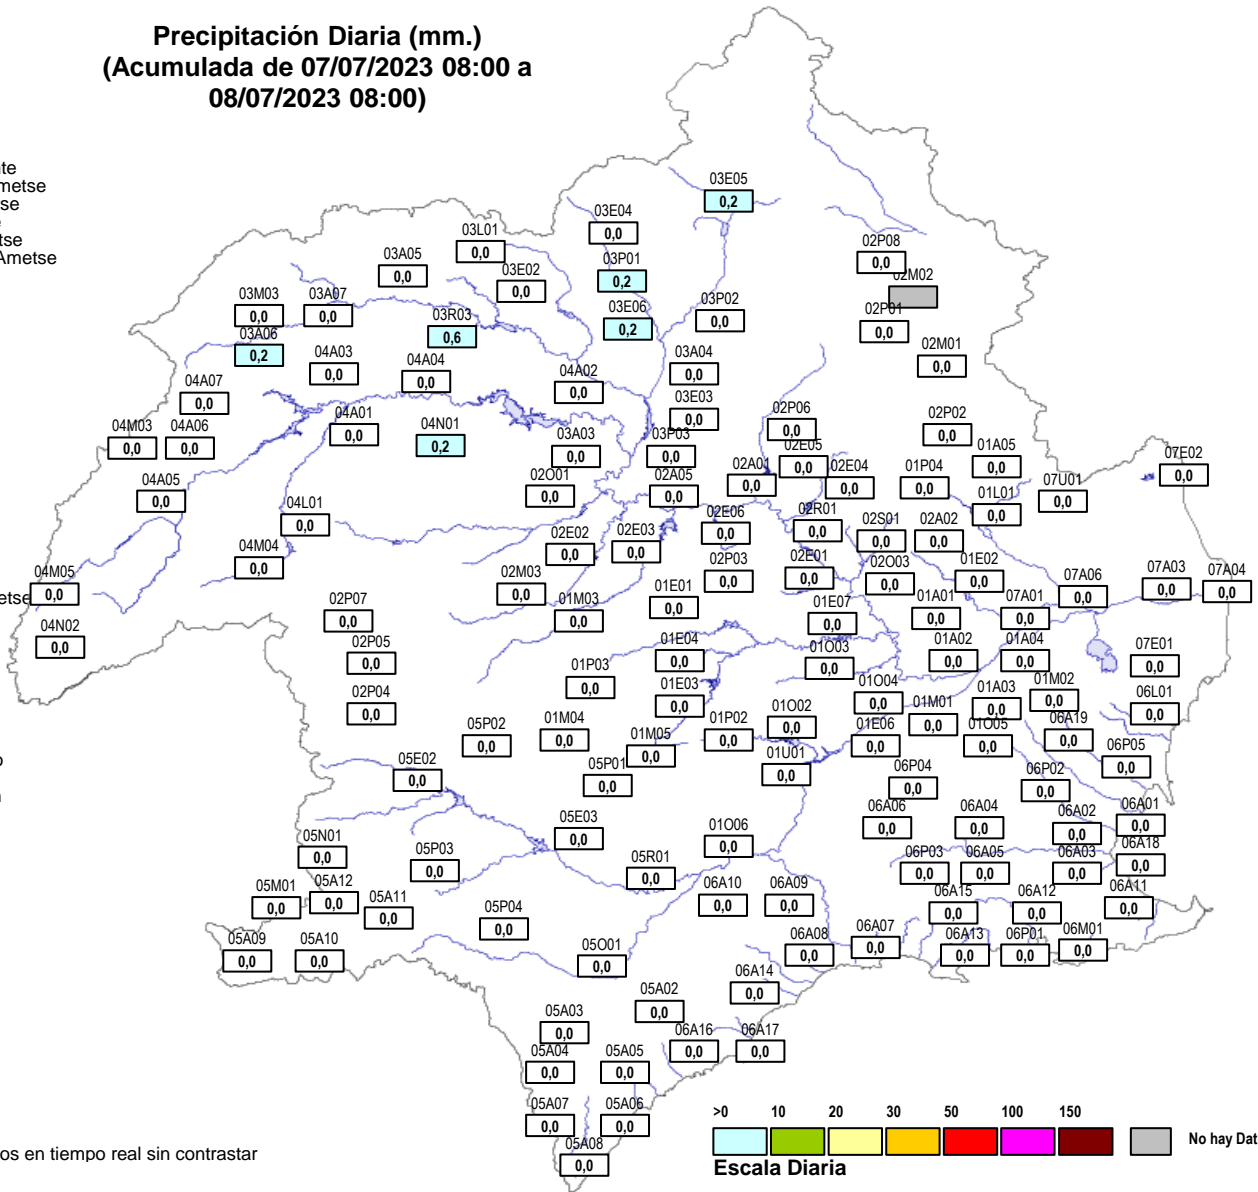 Precipitación Diaria (mm.)
(Acumulada de 07/07/2023 08:00 a
08/07/2023 08:00)
nte
metse
tse
e
tse
Ametse
etse
o
n
03E05
0,2
03E04
0,0
03L01
0,0
03A05
0,0
03E02
0,0
03P01
0,2
02P08
0,0
02M02
03M03
0,0
03A07
0,0
03R03
0,6
03E06
0,2
03P02
0,0
02P01
0,0
03A06
0,2
04A03
0,0
04A04
0,0
04A02
0,0
03A04
0,0
02M01
0,0
04A07
0,0
03E03
0,0
04A01
0,0
04N01
0,2
02P06
0,0
02P02
0,0
04M03
0,0
04A06
0,0
03A03
0,0
03P03
0,0
02E05
0,0
01A05
0,0
07E02
0,0
04A05
0,0
02O01
0,0
02A05
0,0
02A01
0,0
02E04
0,0
01P04
0,0
01L01
0,0
07U01
0,0
04L01
0,0
02E06
0,0
02R01
0,0
02S01
0,0
02A02
0,0
02E02
0,0
02E03
0,0
04M04
0,0
02P03
0,0
02E01
0,0
02O03
0,0
01E02
0,0
04M05
0,0
02M03
0,0
07A06
0,0
07A03
0,0
07A04
0,0
02P07
0,0
01M03
0,0
01E01
0,0
01E07
0,0
01A01
0,0
07A01
0,0
04N02
0,0
02P05
0,0
01E04
0,0
01O03
0,0
01A02
0,0
01A04
0,0
07E01
0,0
01P03
0,0
02P04
0,0
01E03
0,0
01O04
0,0
01A03
0,0
01M02
0,0
06L01
0,0
05P02
0,0
01M04
0,0
01M05
0,0
01P02
0,0
01O02
0,0
01E06
0,0
01M01
0,0
01O05
0,0
06A19
0,0
05E02
0,0
05P01
0,0
01U01
0,0
06P04
0,0
06P02
0,0
06P05
0,0
05E03
0,0
01O06
0,0
06A06
0,0
06A04
0,0
06A02
0,0
06A01
0,0
05N01
0,0
05P03
0,0
05R01
0,0
06P03
0,0
06A05
0,0
06A03
0,0
06A18
0,0
05M01
0,0
05A12
0,0
05A11
0,0
06A10
0,0
06A09
0,0
06A15
0,0
06A12
0,0
06A11
0,0
05P04
0,0
05A09
0,0
05A10
0,0
05O01
0,0
06A08
0,0
06A07
0,0
06A13
0,0
06P01
0,0
06M01
0,0
06A14
0,0
05A02
0,0
05A03
0,0
06A16
0,0
06A17
0,0
05A04
0,0
05A05
0,0
05A07
0,0
05A06
0,0
05A08
0,0
os en tiempo real sin contrastar
>0 10 20 30 50 100 150
No hay Dat
Escala Diaria